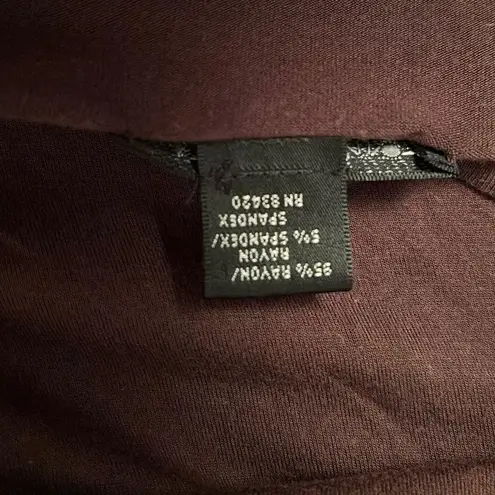 95% RAYON/
RAYON
5% SPANDEX/
SPANDEX
RN 83420